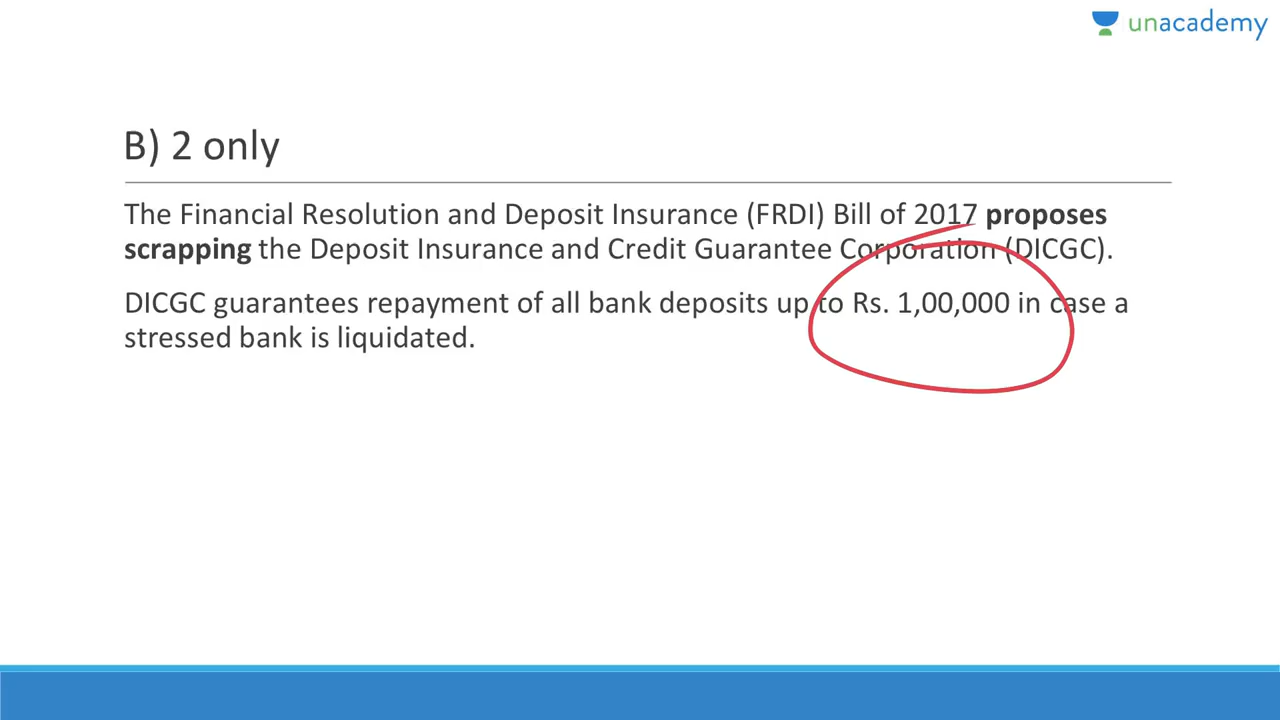 unacademy
B) 2 only
The Financial Resolution and Deposit Insurance (FRDI) Bill of 2017 proposes
scrapping the Deposit Insurance and Credit Guarantee Corporation (DICGC).
DICGC guarantees repayment of all bank deposits up to Rs. 1,00,000 in case a
stressed bank is liquidated.